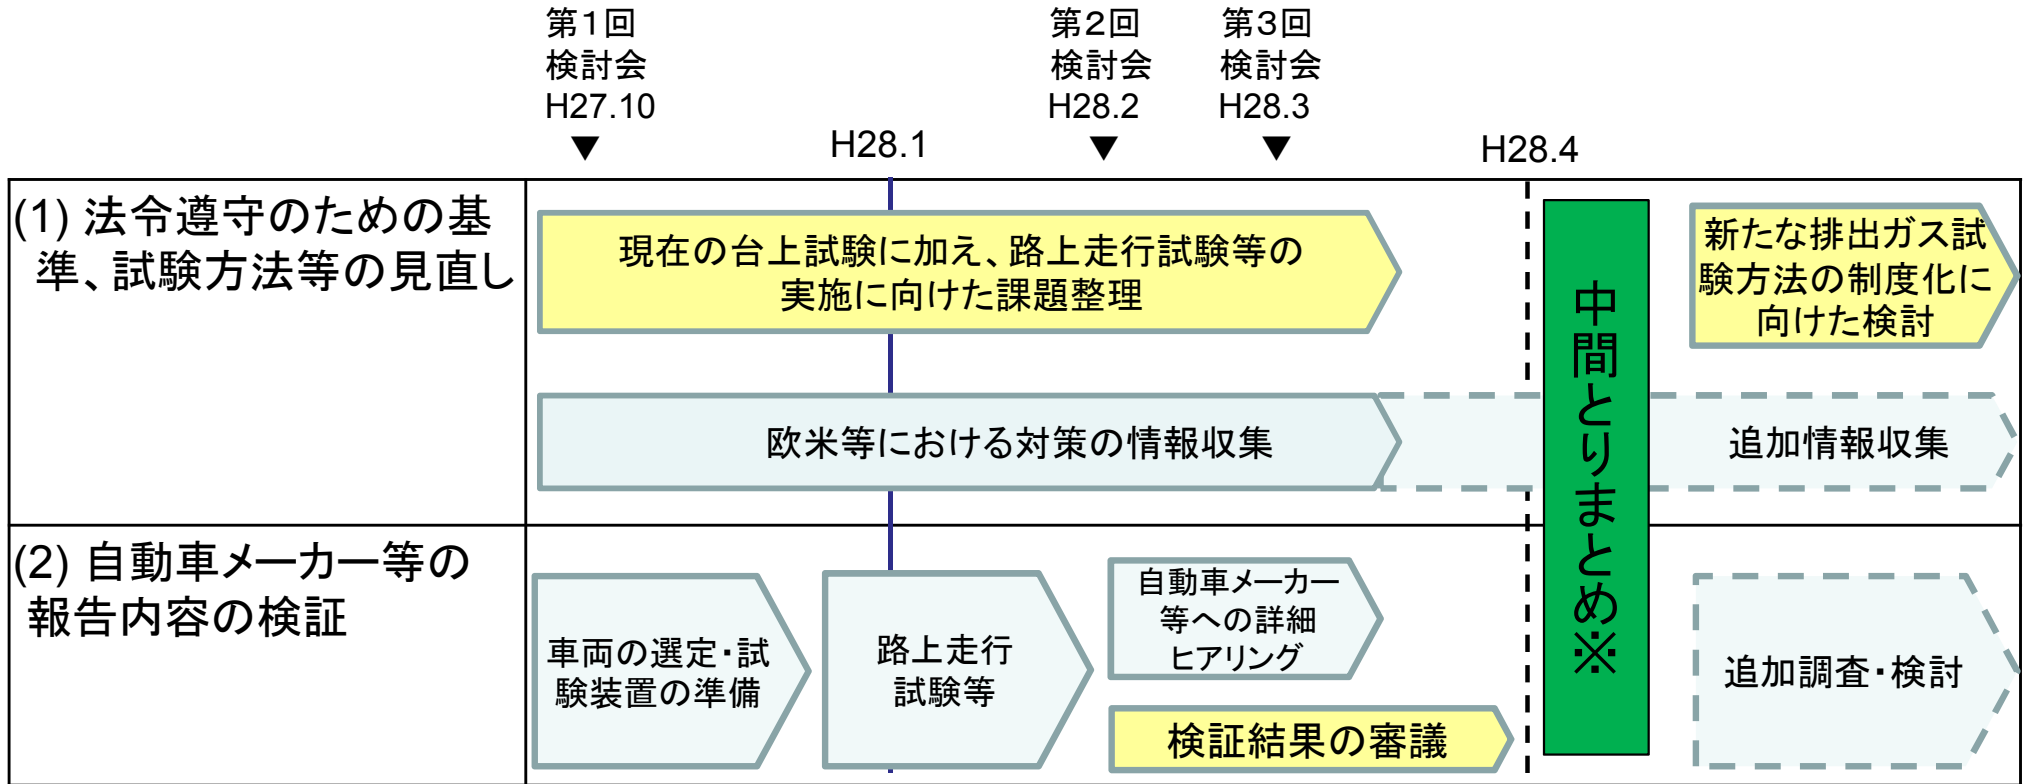 第1回
検討会
H27.10
第2回
検討会
H28.2
第3回
検討会
H28.3
H28.1
H28.4
(1) 法令遵守のための基
準、試験方法等の見直し
現在の台上試験に加え、路上走行試験等の
実施に向けた課題整理
新たな排出ガス試
験方法の制度化に
向けた検討
欧米等における対策の情報収集
追加情報収集
中間とりまとめ※
(2) 自動車メーカー等の
報告内容の検証
車両の選定・試
験装置の準備
路上走行
試験等
自動車メーカー
等への詳細
ヒアリング
検証結果の審議
追加調査・検討